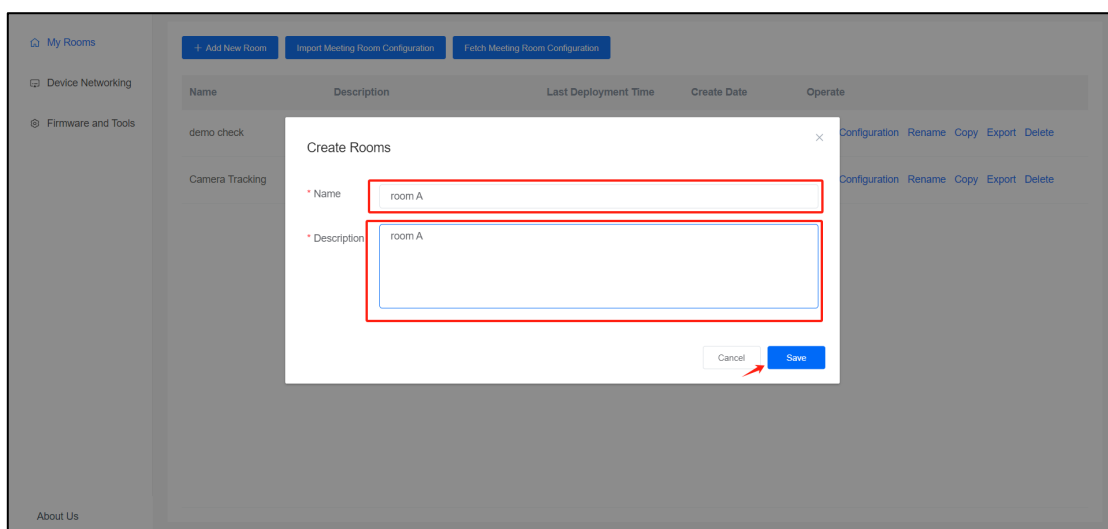 My Rooms
+ Add New Room Import Meeting Room Configuration Fetch Meeting Room Configuration
Device Networking
Name Description Last Deployment Time Create Date Operate
Firmware and Tools
demo check Configuration Rename Copy Export Delete
Create Rooms
Camera Tracking Configuration Rename Copy Export Delete
* Name room A
* Description room A
Cancel Save
About Us